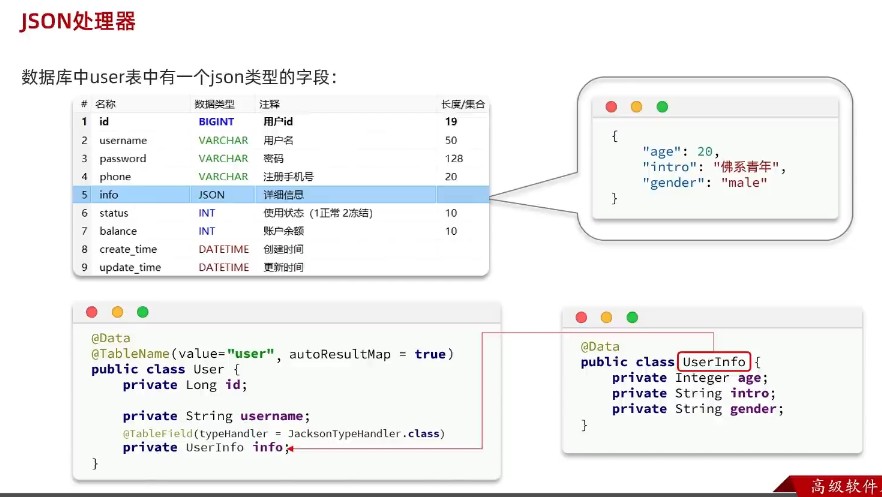 JSON处理器
数据库中user表中有一个json类型的字段：
# 名称 数据类型 注释 长度/集合
1 id BIGINT 用户id 19
2 username VARCHAR 用户名 50
3 password VARCHAR 密码 128
4 phone VARCHAR 注册手机号 20
5 info JSON 详细信息
6 status INT 使用状态（1正常 2冻结） 10
7 balance INT 账户余额 10
8 create_time DATETIME 创建时间
9 update_time DATETIME 更新时间
{
"age": 20,
"intro": "佛系青年",
"gender": "male"
}
@Data
@TableName(value="user", autoResultMap = true)
public class User {
private Long id;
private String username;
@TableField(typeHandler = JacksonTypeHandler.class)
private UserInfo info;
}
@Data
public class UserInfo {
private Integer age;
private String intro;
private String gender;
}
高级软件